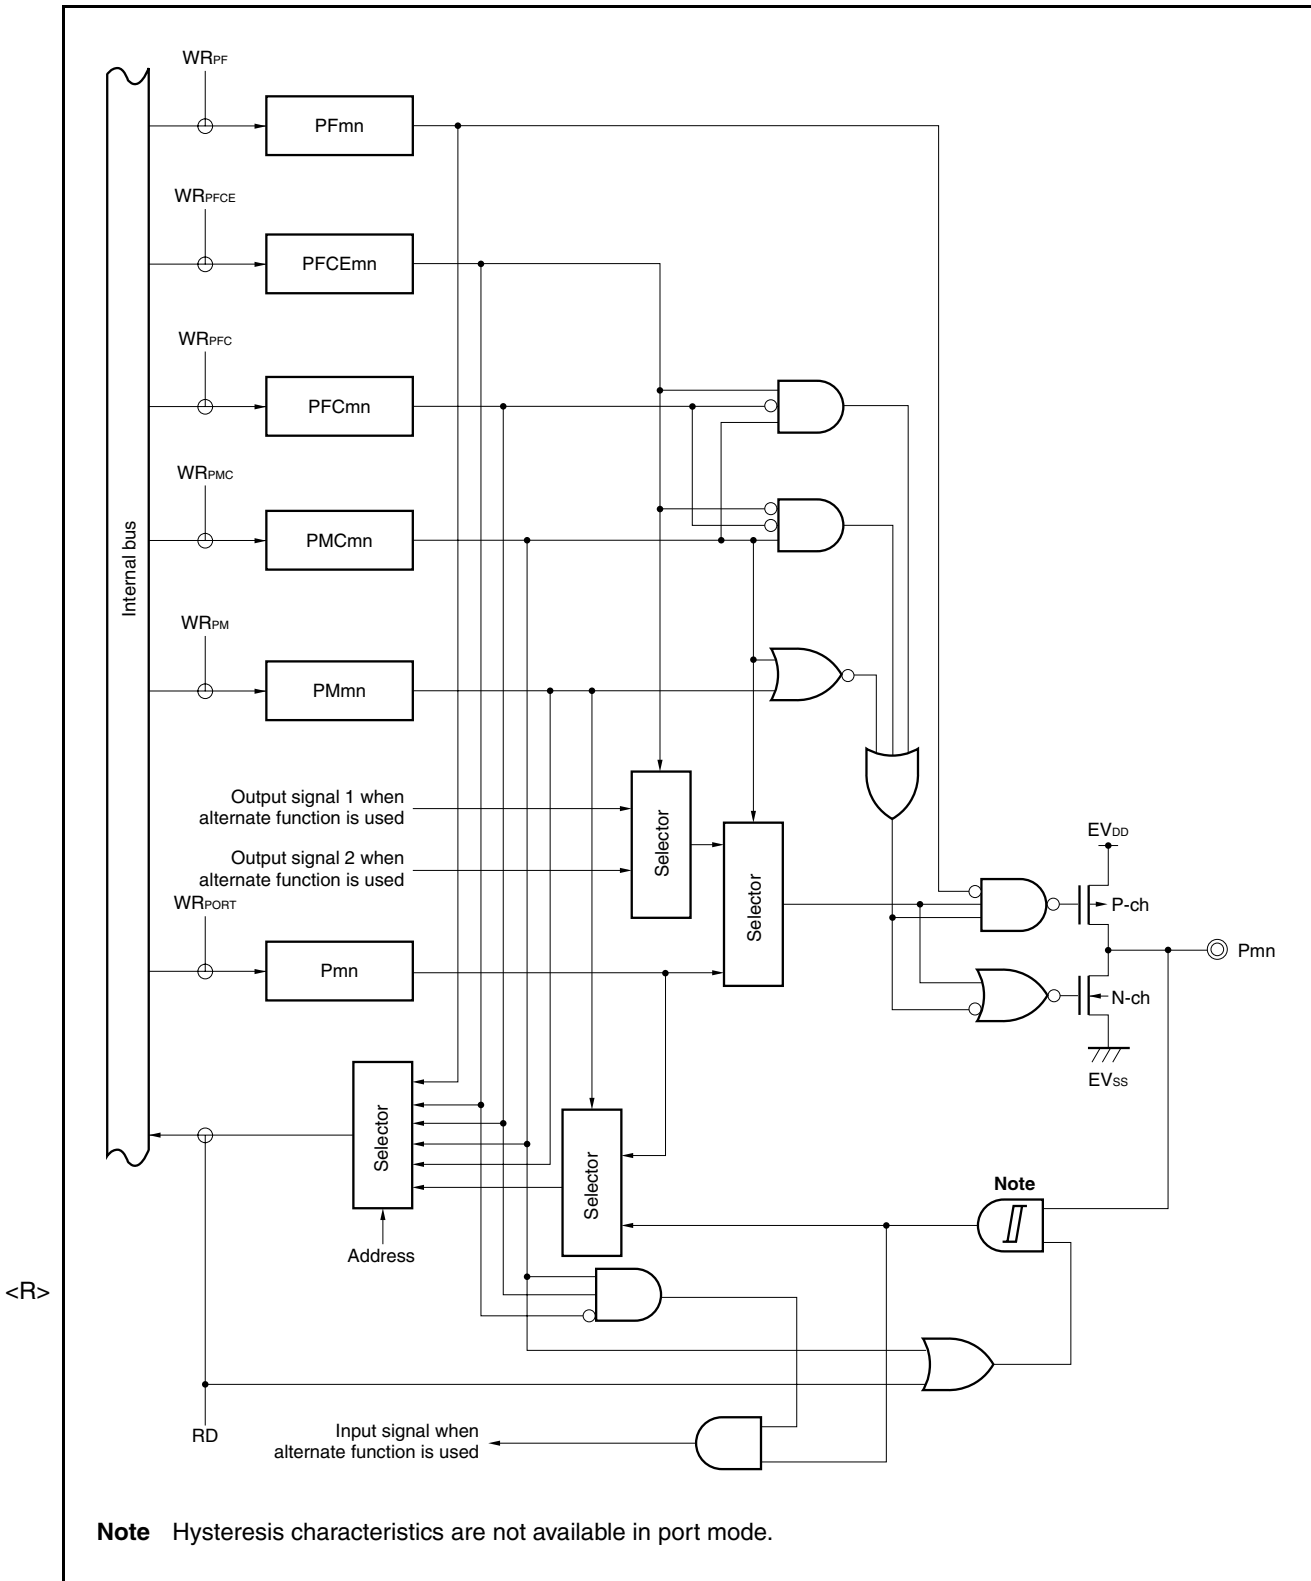 WRPF
PFmn
WRPFCE
PFCEmn
WRPFC
PFCmn
WRPMC
PMCmn
Internal bus
WRPM
PMmn
Output signal 1 when
alternate function is used
Output signal 2 when
alternate function is used
Selector
Selector
WRPORT
Pmn
EVDD
P-ch
Pmn
N-ch
EVSS
Selector
Address
Selector
Note
<R>
RD
Input signal when
alternate function is used
Note Hysteresis characteristics are not available in port mode.